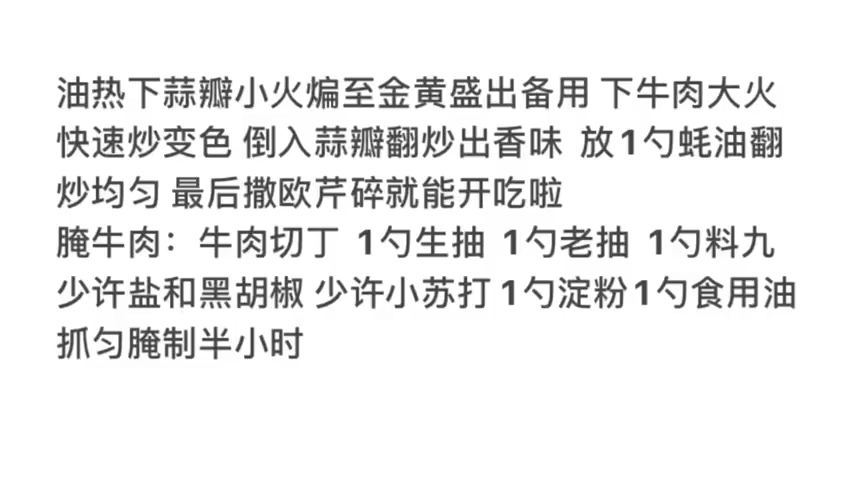 油热下蒜瓣小火煸至金黄盛出备用 下牛肉大火
快速炒变色 倒入蒜瓣翻炒出香味 放1勺蚝油翻
炒均匀 最后撒欧芹碎就能开吃啦
腌牛肉：牛肉切丁 1勺生抽 1勺老抽 1勺料九
少许盐和黑胡椒 少许小苏打 1勺淀粉1勺食用油
抓匀腌制半小时